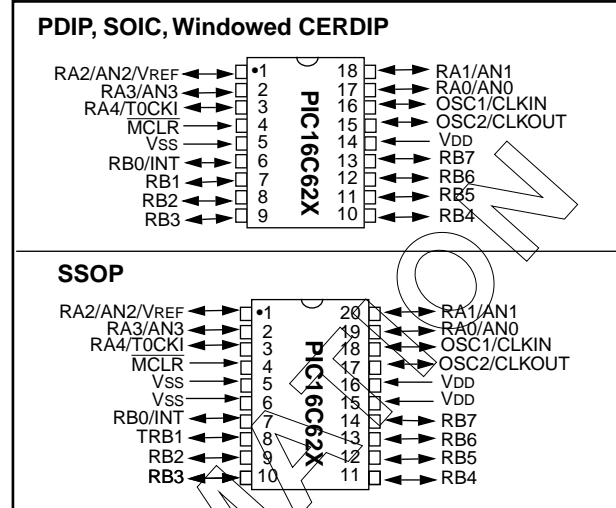 PDIP, SOIC, Windowed CERDIP
RA2/AN2/VREF •1 18 RA1/AN1
RA3/AN3 2 17 RA0/AN0
RA4/T0CKI 3 16 OSC1/CLKIN
MCLR 4 15 OSC2/CLKOUT
VSS 5 14 VDD
RB0/INT 6 13 RB7
RB1 7 12 RB6
RB2 8 11 RB5
RB3 9 10 RB4
PIC16C62X
SSOP
RA2/AN2/VREF •1 20 RA1/AN1
RA3/AN3 2 19 RA0/AN0
RA4/T0CKI 3 18 OSC1/CLKIN
MCLR 4 17 OSC2/CLKOUT
VSS 5 16 VDD
VSS 6 15 VDD
RB0/INT 7 14 RB7
TRB1 8 13 RB6
RB2 9 12 RB5
RB3 10 11 RB4
PIC16C62X